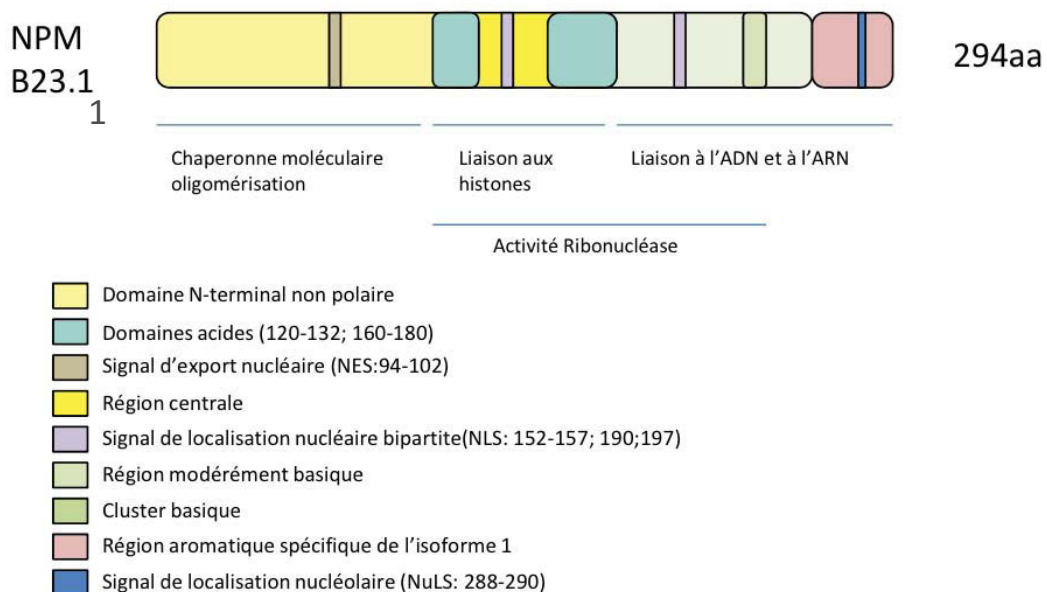 NPM
B23.1
1
294aa
Chaperonne moléculaire
oligomérisation
Liaison aux
histones
Liaison à l'ADN et à l'ARN
Activité Ribonucléase
Domaine N-terminal non polaire
Domaines acides (120-132; 160-180)
Signal d'export nucléaire (NES:94-102)
Région centrale
Signal de localisation nucléaire bipartite(NLS: 152-157; 190;197)
Région modérément basique
Cluster basique
Région aromatique spécifique de l'isoforme 1
Signal de localisation nucléolaire (NuLS: 288-290)